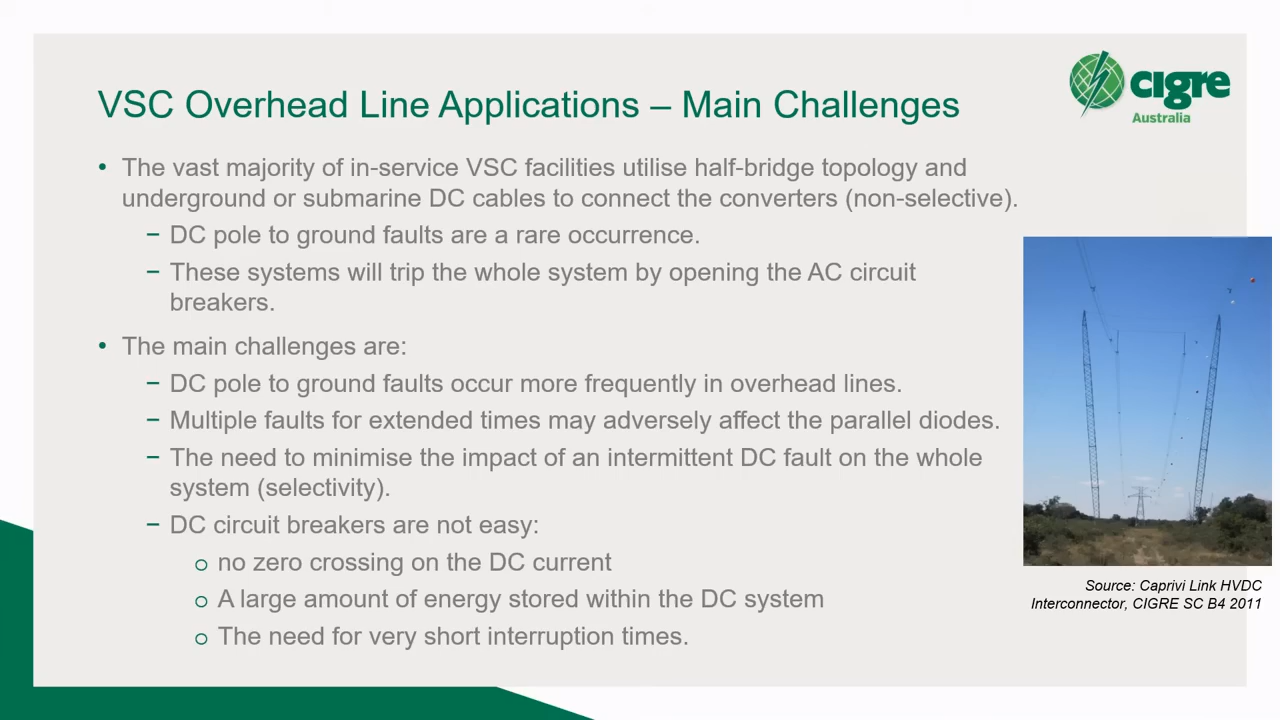 cigre
Australia
VSC Overhead Line Applications – Main Challenges
• The vast majority of in-service VSC facilities utilise half-bridge topology and
underground or submarine DC cables to connect the converters (non-selective).
− DC pole to ground faults are a rare occurrence.
− These systems will trip the whole system by opening the AC circuit
breakers.
• The main challenges are:
− DC pole to ground faults occur more frequently in overhead lines.
− Multiple faults for extended times may adversely affect the parallel diodes.
− The need to minimise the impact of an intermittent DC fault on the whole
system (selectivity).
− DC circuit breakers are not easy:
o no zero crossing on the DC current
o A large amount of energy stored within the DC system
o The need for very short interruption times.
Source: Caprivi Link HVDC
Interconnector, CIGRE SC B4 2011